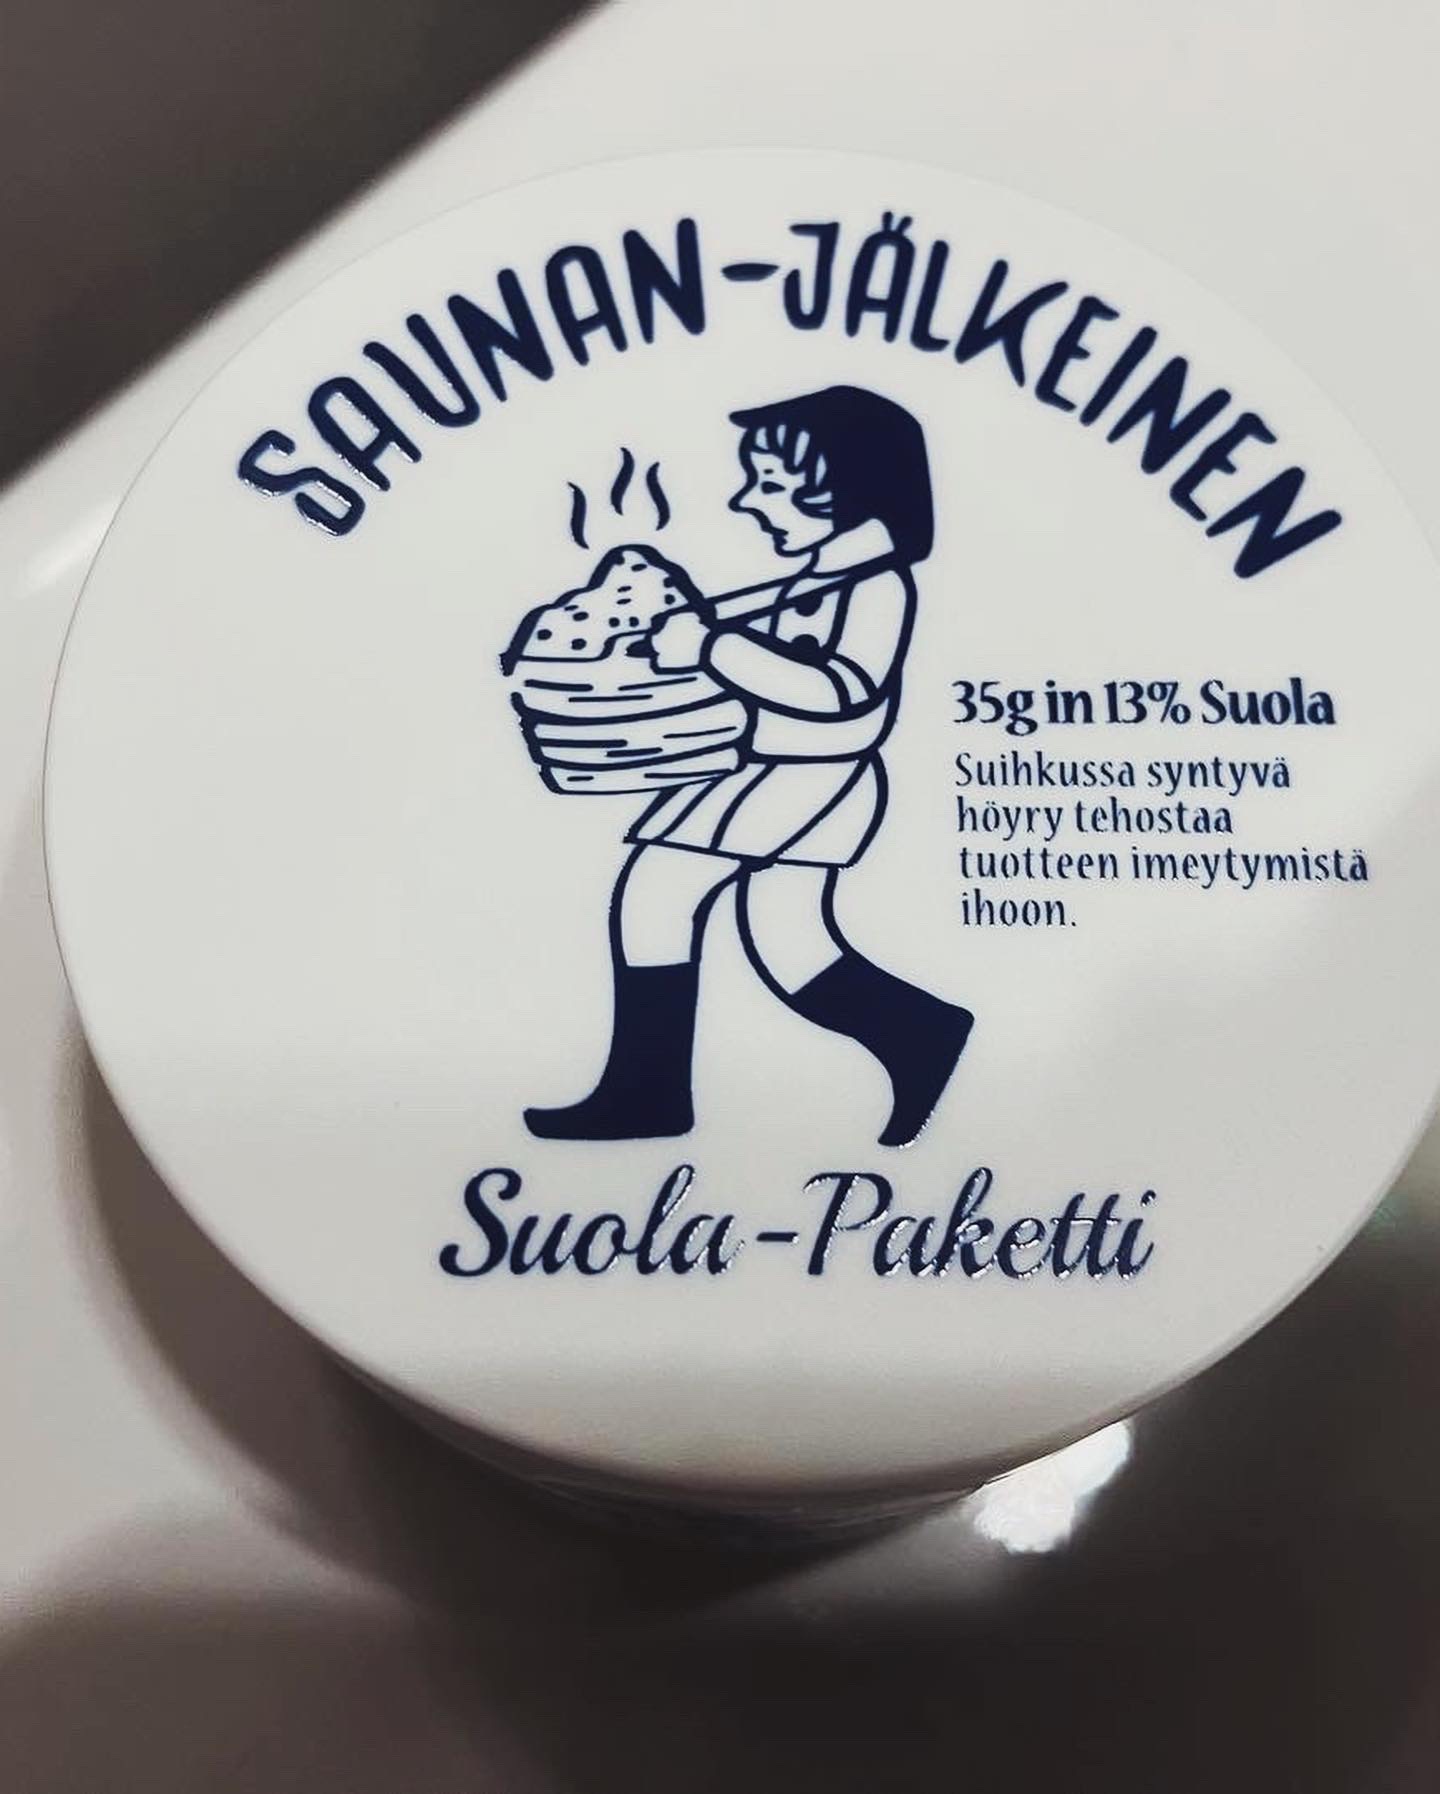 SAUNAN-JÄLKEINEN
35g in 13% Suola
Suihkussa syntyvä
höyry tehostaa
tuotteen imeytymistä
ihoon.
Suola-Paketti